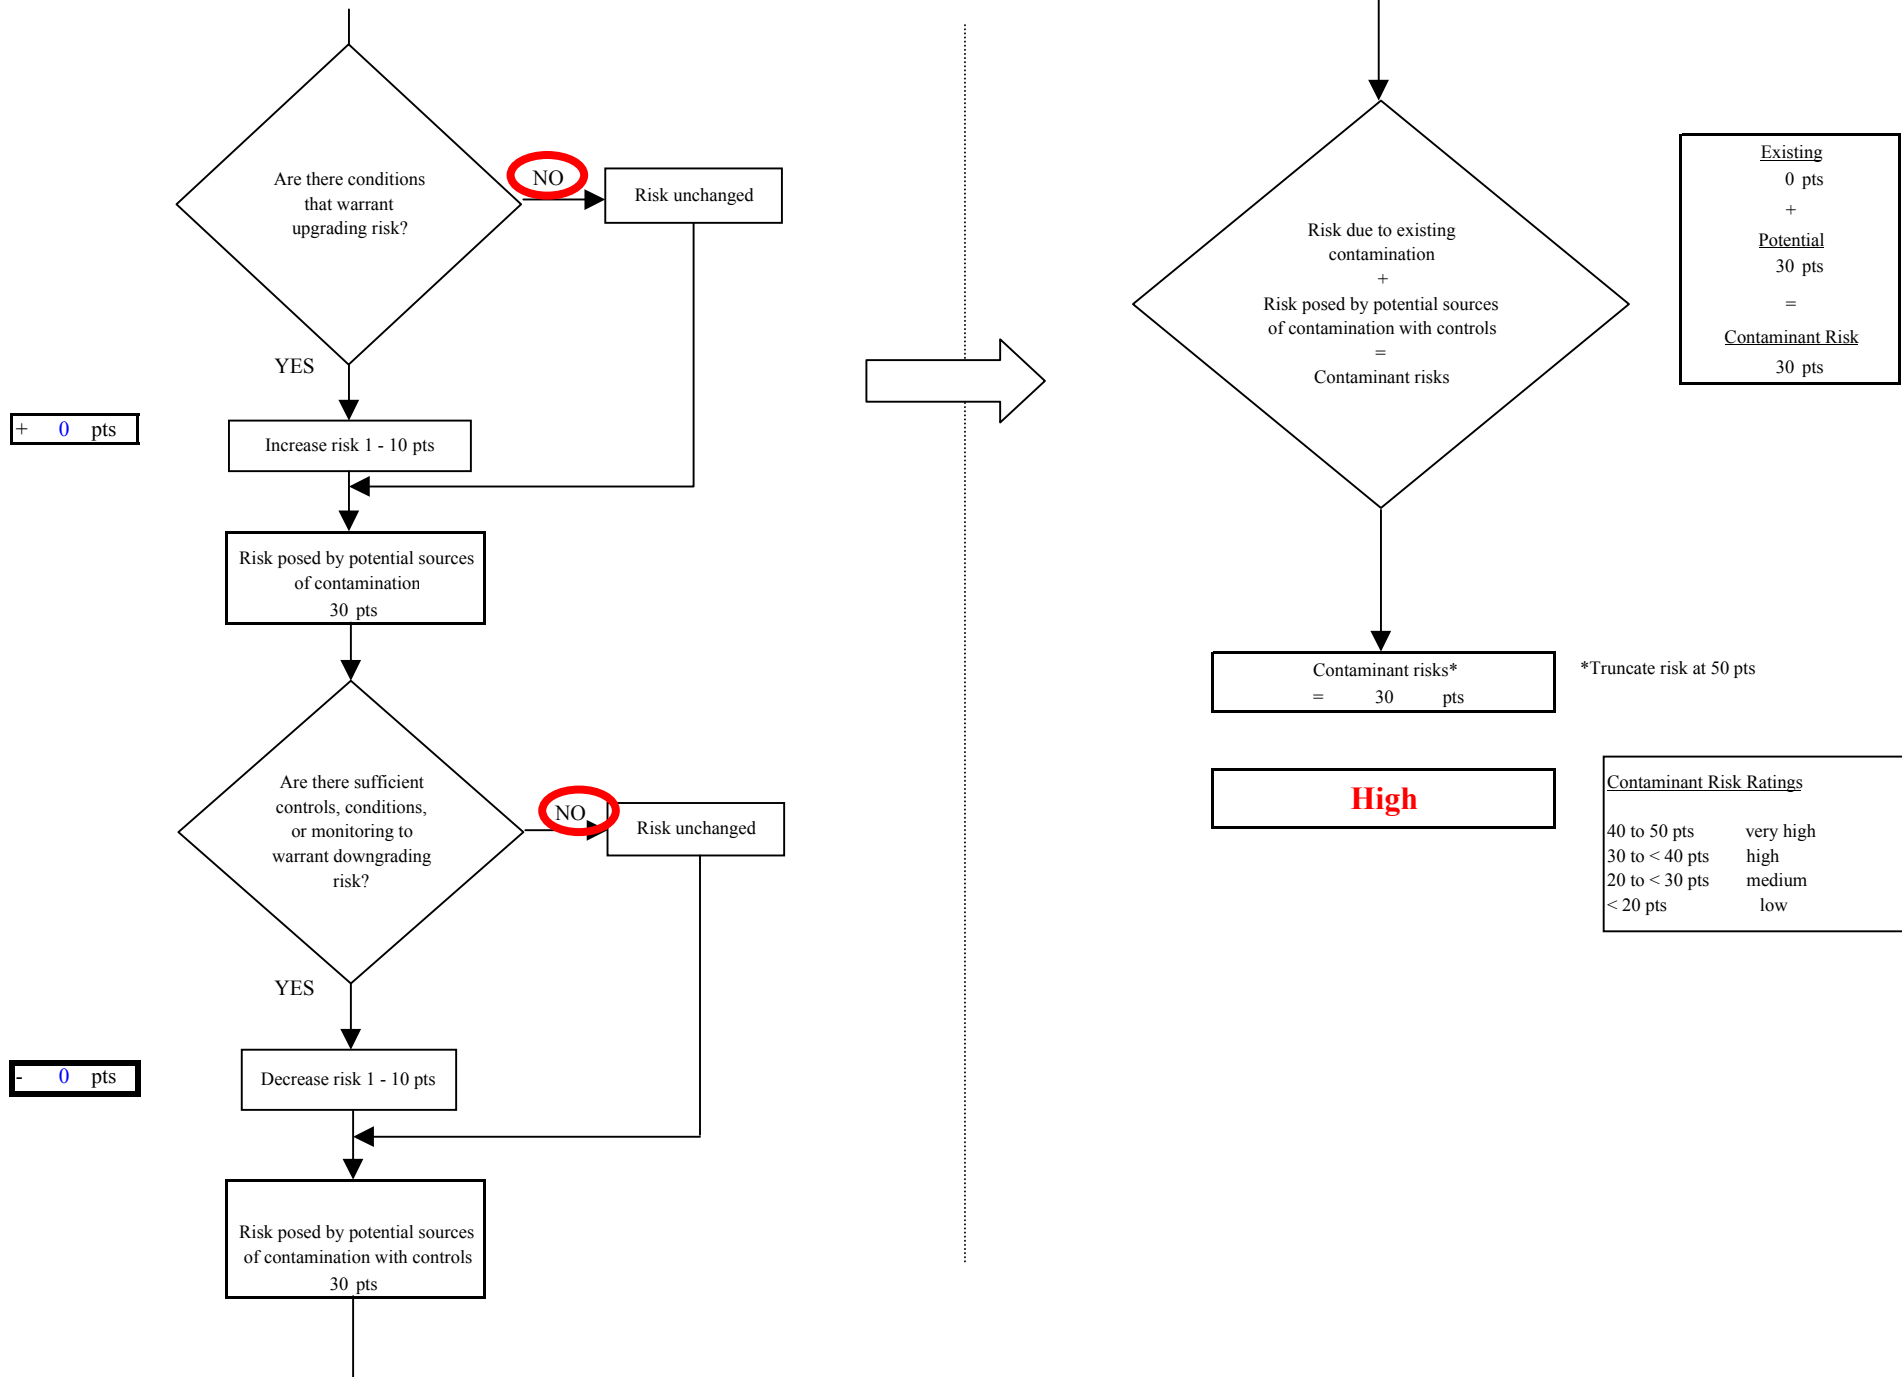 Are there conditions
that warrant
upgrading risk?
NO
Risk unchanged
YES
+ 0 pts
Increase risk 1 - 10 pts
Risk posed by potential sources
of contamination
30 pts
Are there sufficient
controls, conditions,
or monitoring to
warrant downgrading
risk?
NO
Risk unchanged
YES
- 0 pts
Decrease risk 1 - 10 pts
Risk posed by potential sources
of contamination with controls
30 pts
Risk due to existing
contamination
+
Risk posed by potential sources
of contamination with controls
=
Contaminant risks
Existing
0 pts
+
Potential
30 pts
=
Contaminant Risk
30 pts
Contaminant risks*
= 30 pts
*Truncate risk at 50 pts
High
Contaminant Risk Ratings
40 to 50 pts very high
30 to < 40 pts high
20 to < 30 pts medium
< 20 pts low